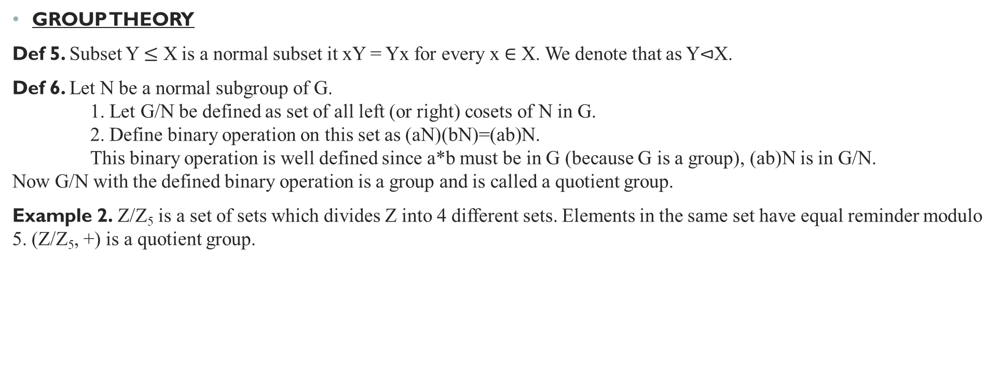 • GROUP THEORY
Def 5. Subset Y ≤ X is a normal subset it xY = Yx for every x ∈ X. We denote that as Y⊲X.
Def 6. Let N be a normal subgroup of G.
1. Let G/N be defined as set of all left (or right) cosets of N in G.
2. Define binary operation on this set as (aN)(bN)=(ab)N.
This binary operation is well defined since a*b must be in G (because G is a group), (ab)N is in G/N.
Now G/N with the defined binary operation is a group and is called a quotient group.
Example 2. Z/Z₅ is a set of sets which divides Z into 4 different sets. Elements in the same set have equal reminder modulo
5. (Z/Z₅, +) is a quotient group.